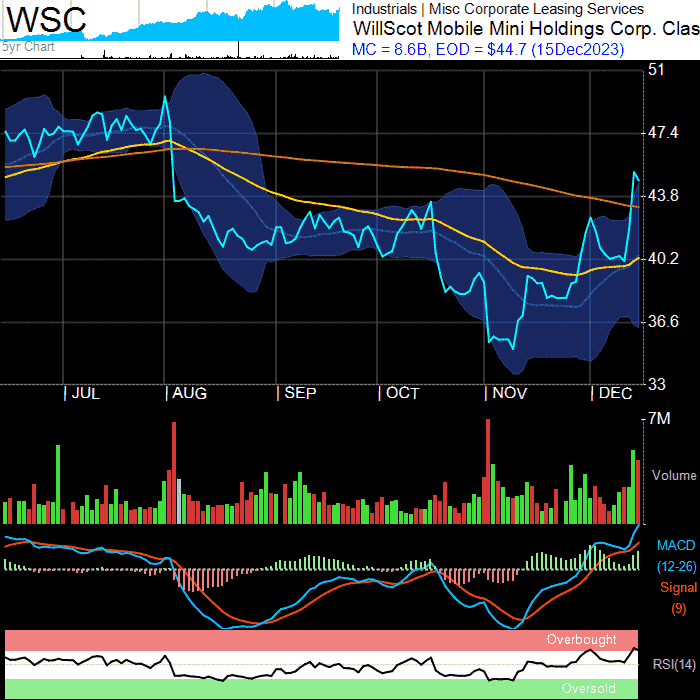 WSC
5yr Chart
Industrials | Misc Corporate Leasing Services
WillScot Mobile Mini Holdings Corp. Clas
MC = 8.6B, EOD = $44.7 (15Dec2023)
51
47.4
43.8
40.2
36.6
33
| JUL | AUG | SEP | OCT | NOV | DEC
7M
Volume
MACD
(12-26)
Signal
(9)
Overbought
RSI(14)
Oversold